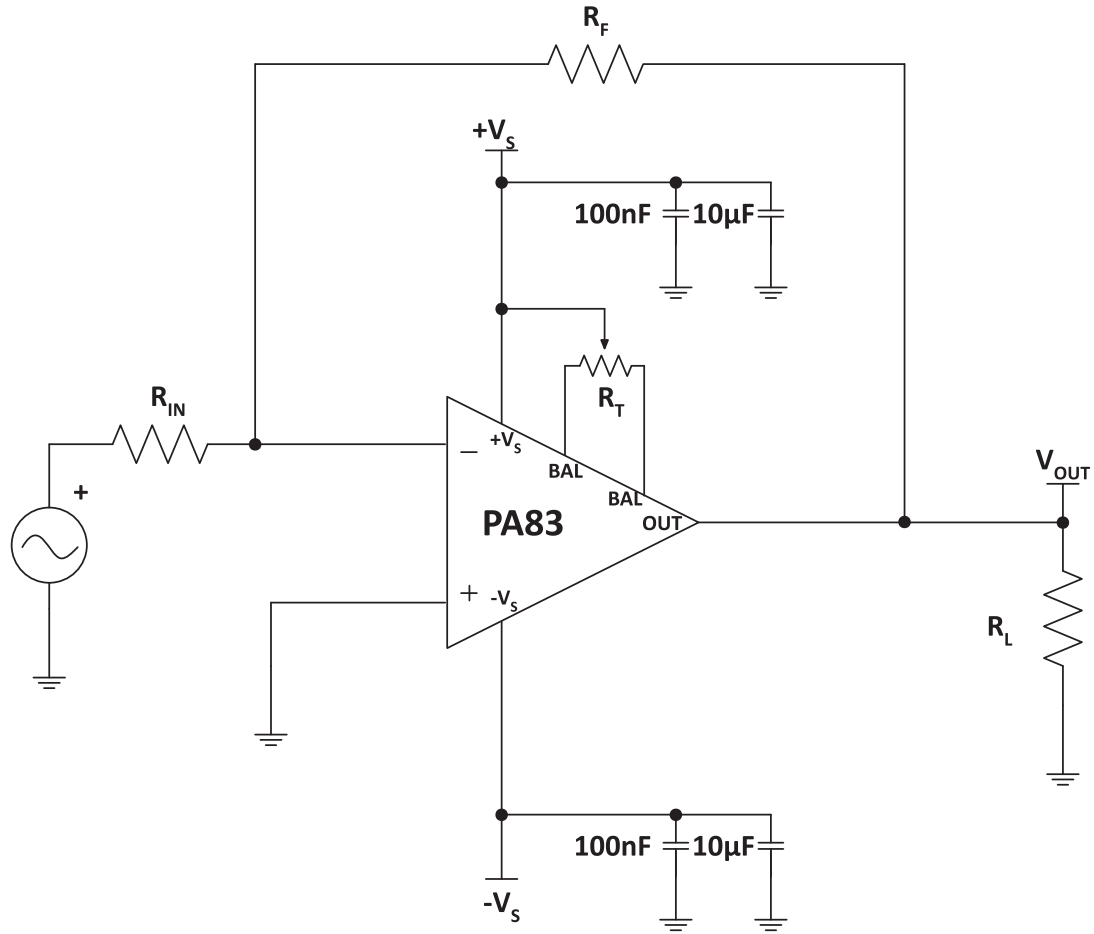 R_F
+V_S
100nF 10µF
R_T
R_IN
+
−
+V_S
BAL
BAL
PA83
OUT
V_OUT
+
-V_S
R_L
100nF 10µF
-V_S